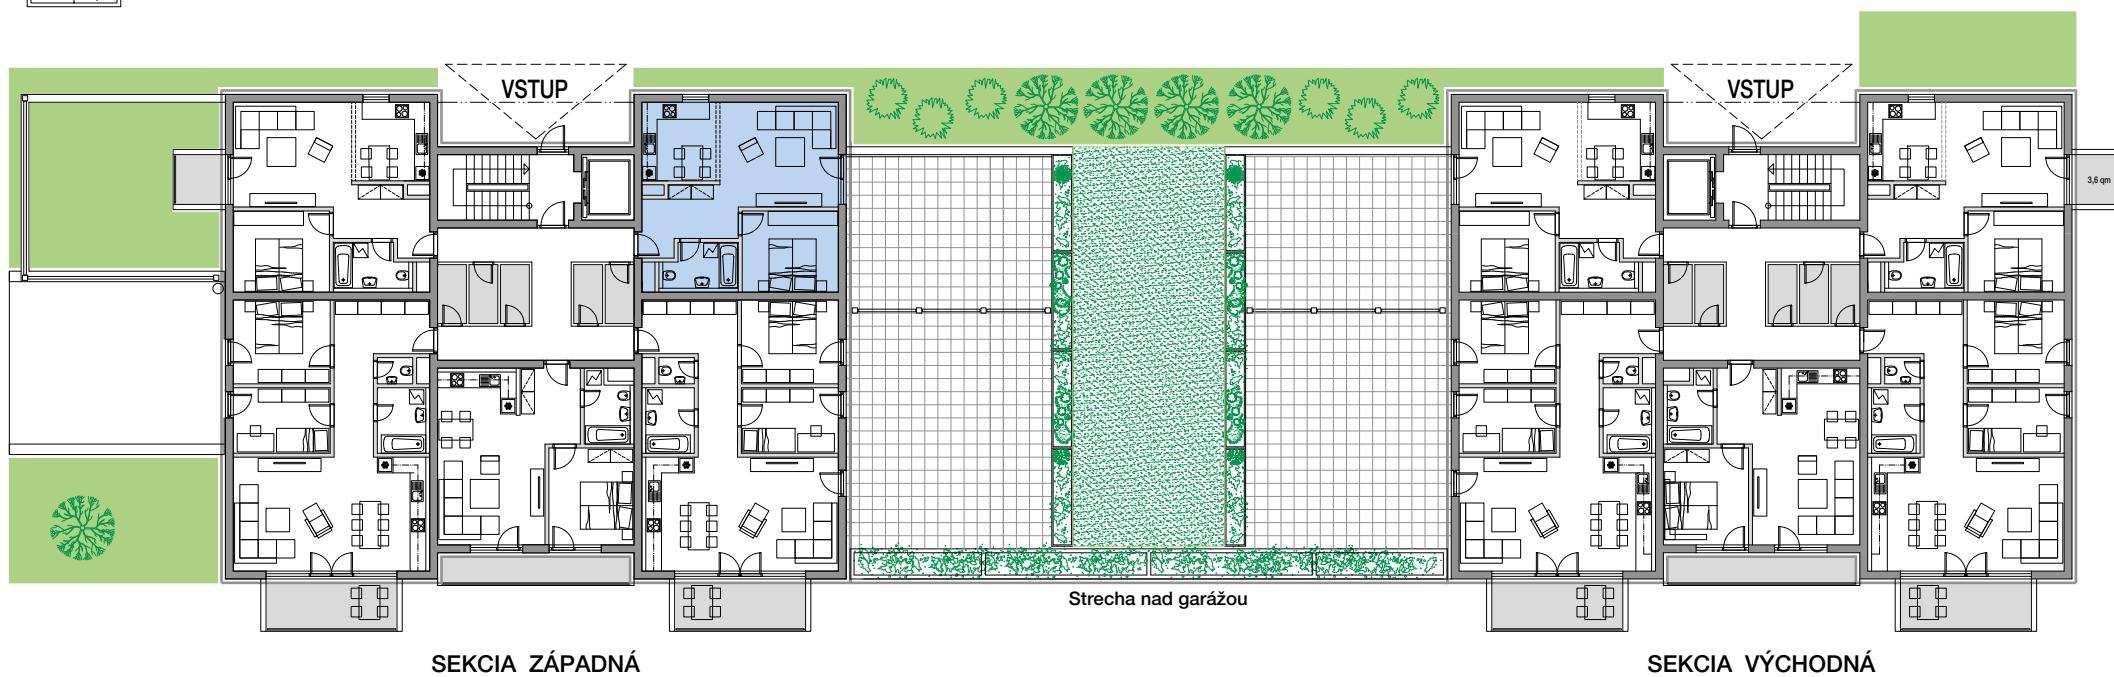 VSTUP
VSTUP
3,6 qm
Strecha nad garážou
SEKCIA ZÁPADNÁ
SEKCIA VÝCHODNÁ